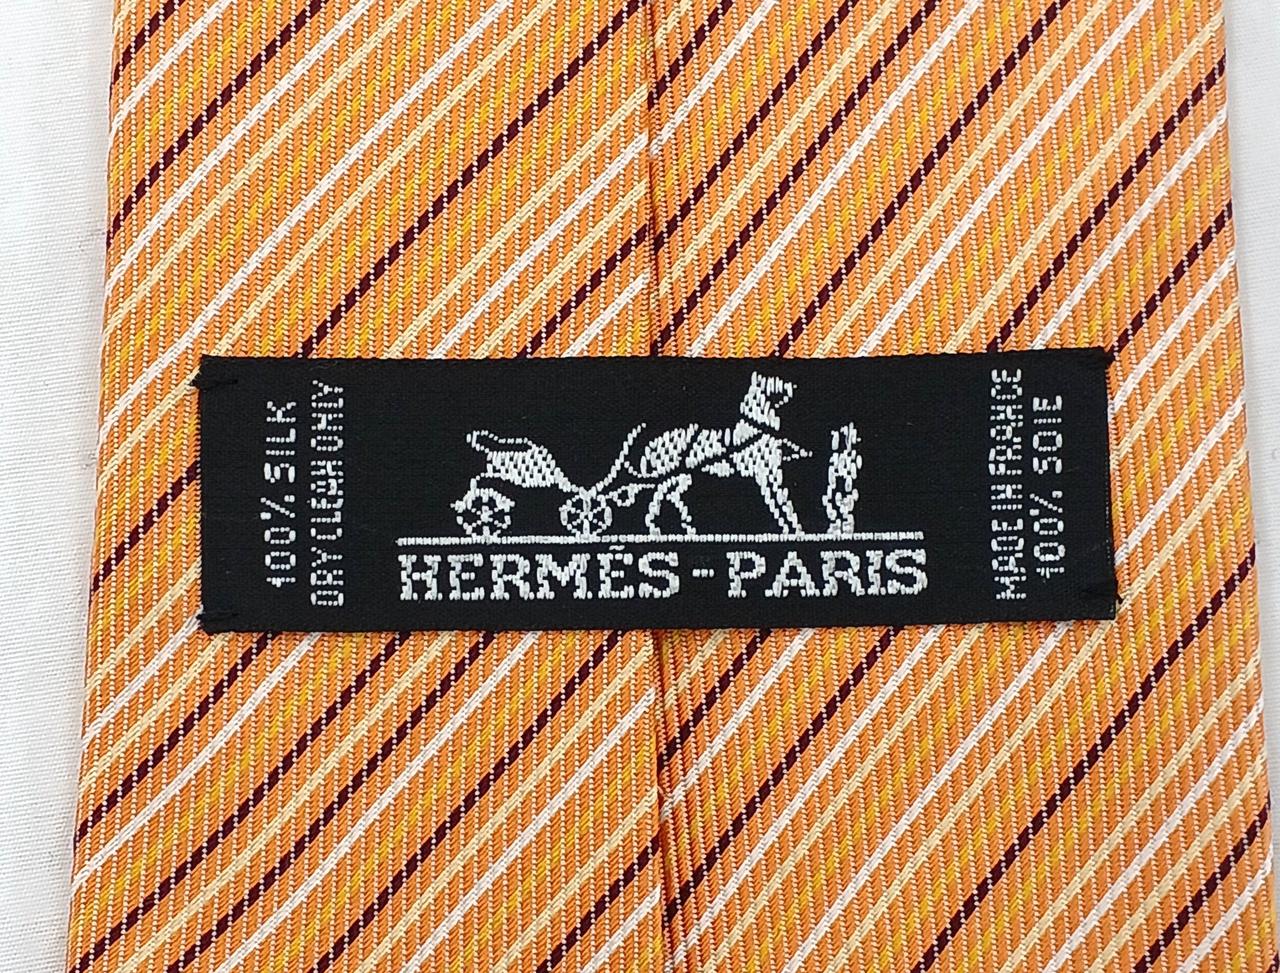 100% SILK
DRY CLEAN ONLY
HERMÈS-PARIS
MADE IN FRANCE
100% SOIE